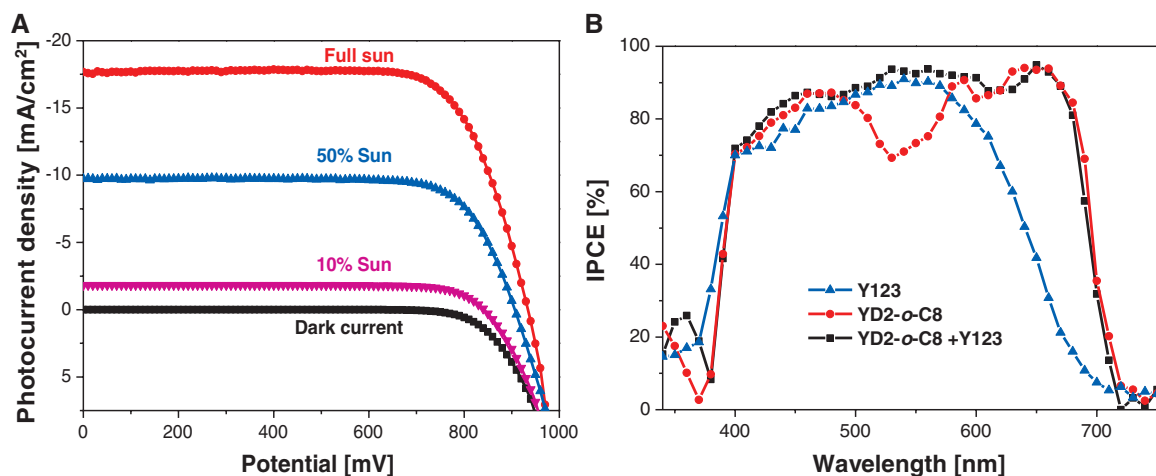 A
Photocurrent density [mA/cm²]
-20
-15
-10
-5
0
5
Full sun
50% Sun
10% Sun
Dark current
0 200 400 600 800 1000
Potential [mV]
B
IPCE [%]
100
80
60
40
20
0
Y123
YD2-o-C8
YD2-o-C8 +Y123
400 500 600 700
Wavelength [nm]